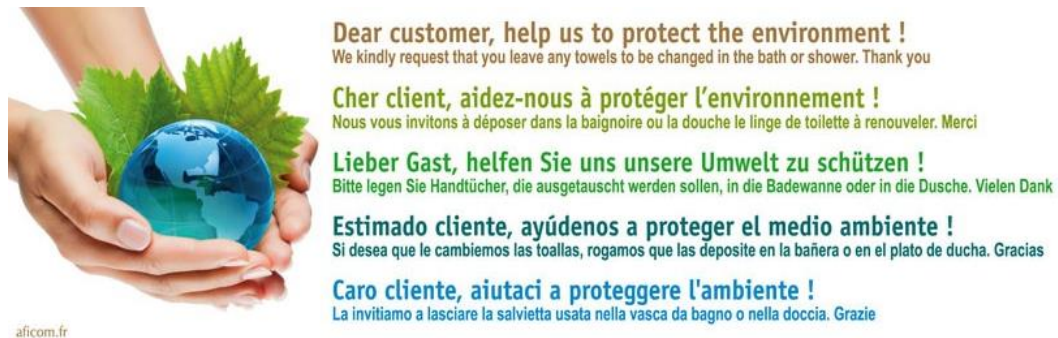 Dear customer, help us to protect the environment !
We kindly request that you leave any towels to be changed in the bath or shower. Thank you
Cher client, aidez-nous à protéger l'environnement !
Nous vous invitons à déposer dans la baignoire ou la douche le linge de toilette à renouveler. Merci
Lieber Gast, helfen Sie uns unsere Umwelt zu schützen !
Bitte legen Sie Handtücher, die ausgetauscht werden sollen, in die Badewanne oder in die Dusche. Vielen Dank
Estimado cliente, ayúdenos a proteger el medio ambiente !
Si desea que le cambiemos las toallas, rogamos que las deposite en la bañera o en el plato de ducha. Gracias
Caro cliente, aiutaci a proteggere l'ambiente !
La invitiamo a lasciare la salvietta usata nella vasca da bagno o nella doccia. Grazie
aficom.fr